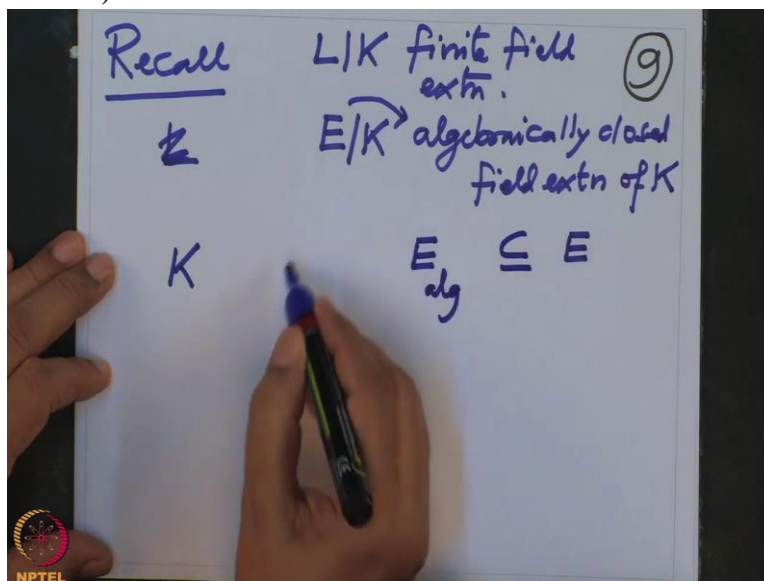 Recall L|K finite field
extn. 9
E|K algebraically closed
field extn of K
K E_alg ⊆ E
NPTEL